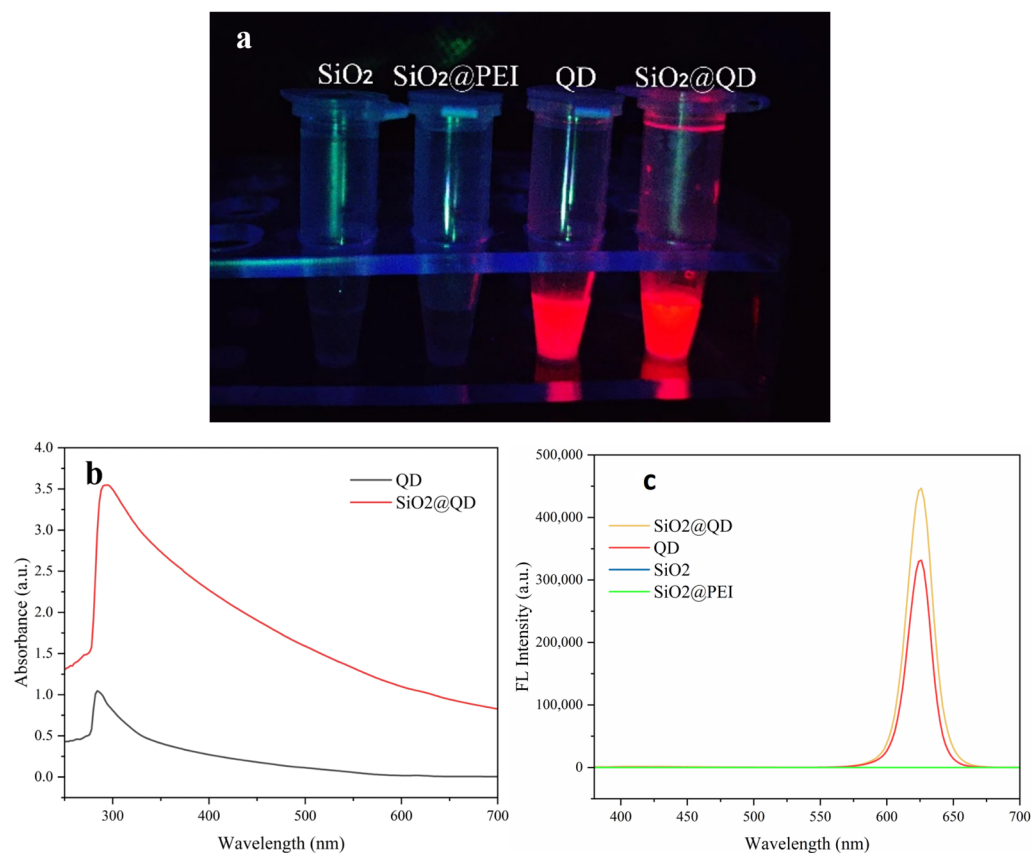 a
SiO₂ SiO₂@PEI QD SiO₂@QD
b
4.0
3.5
3.0
2.5
2.0
1.5
1.0
0.5
0.0
Absorbance (a.u.)
QD
SiO2@QD
300 400 500 600 700
Wavelength (nm)
c
500,000
400,000
300,000
200,000
100,000
0
FL Intensity (a.u.)
SiO2@QD
QD
SiO2
SiO2@PEI
400 450 500 550 600 650 700
Wavelength (nm)